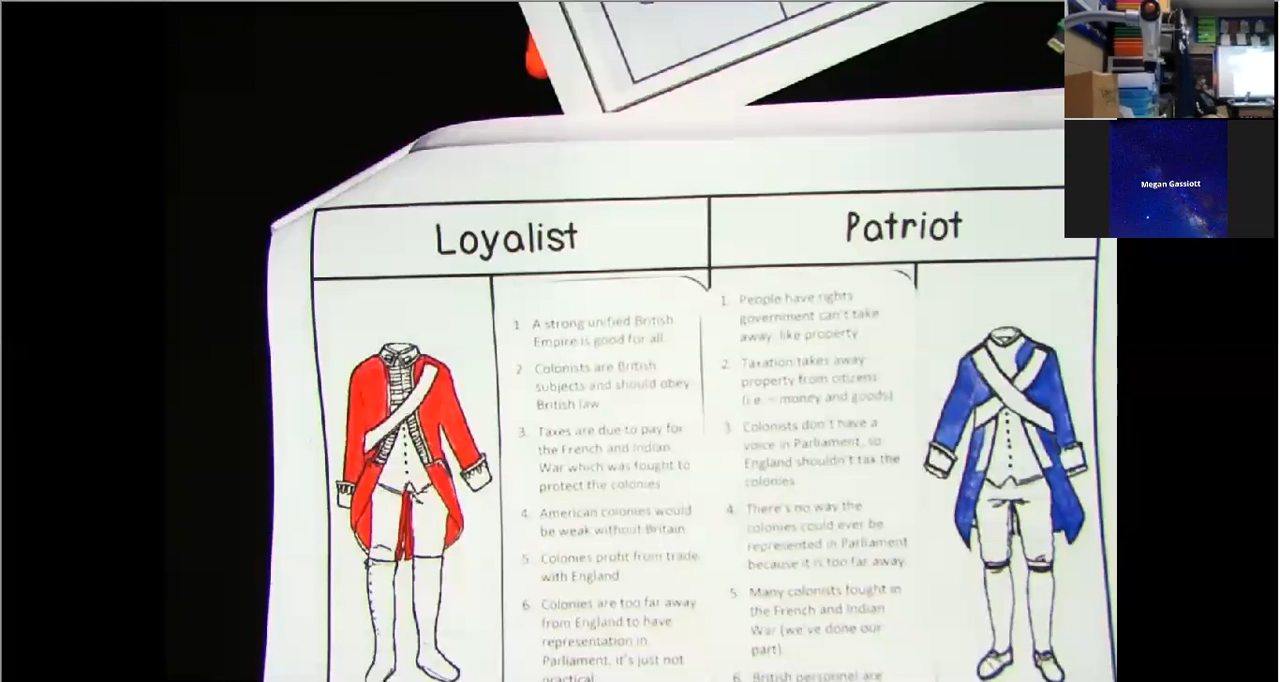 Megan Gassiott
Loyalist
1. A strong unified British
Empire is good for all.
2. Colonists are British
subjects and should obey
British law
3. Taxes are due to pay for
the French and Indian
War which was fought to
protect the colonies
4. American colonies would
be weak without Britain
5. Colonies profit from trade
with England
6. Colonies are too far away
from England to have
representation in
Parliament, it's just not
practical
Patriot
1. People have rights
government can't take
away, like property
2. Taxation takes away
property from citizens
(i.e. – money and goods)
3. Colonists don't have a
voice in Parliament, so
England shouldn't tax the
colonies
4. There's no way the
colonies could ever be
represented in Parliament
because it is too far away.
5. Many colonists fought in
the French and Indian
War (we've done our
part).
6. British personnel are